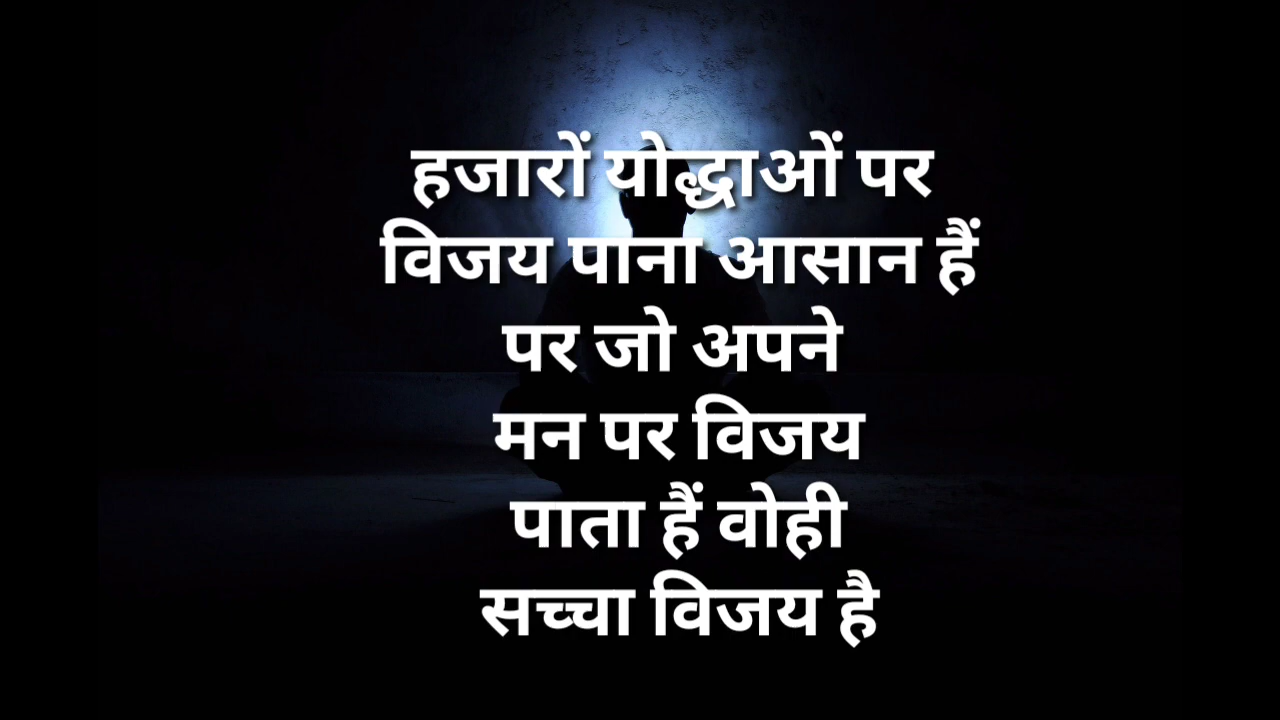 हजारों योद्धाओं पर
विजय पाना आसान हैं
पर जो अपने
मन पर विजय
पाता हैं वोही
सच्चा विजय है